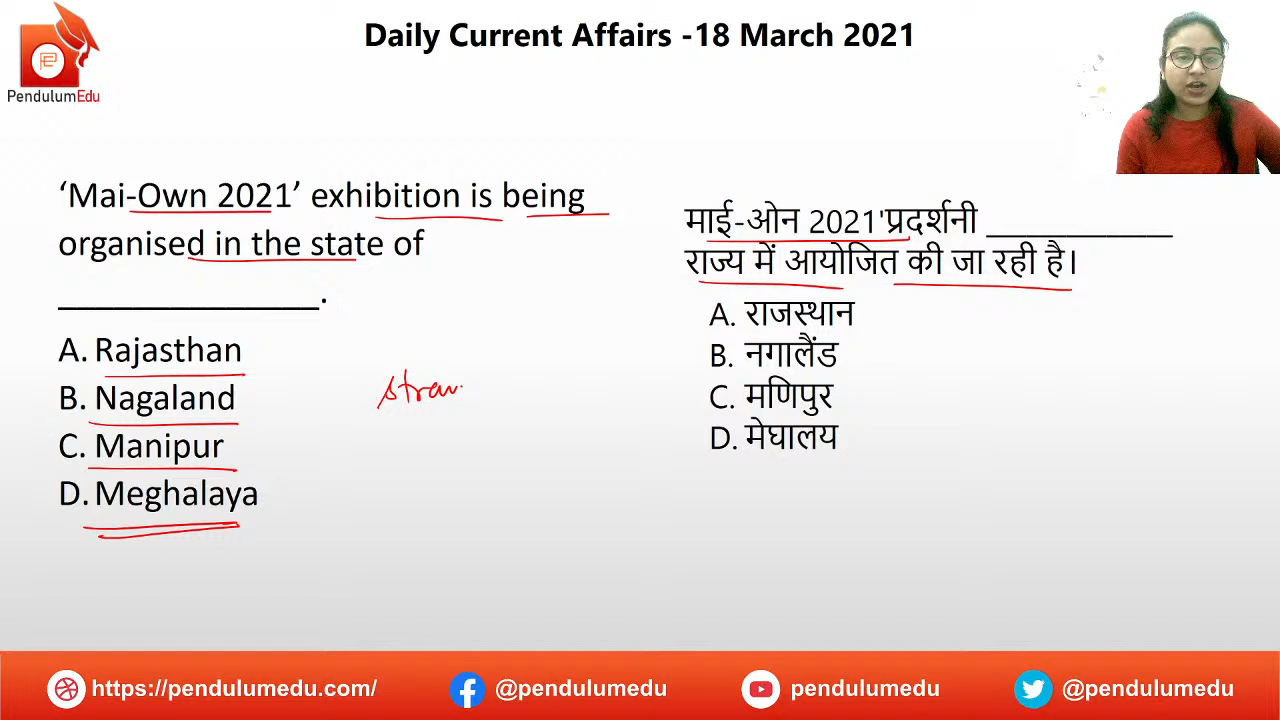 Daily Current Affairs -18 March 2021
PendulumEdu
‘Mai-Own 2021’ exhibition is being
organised in the state of
______________.
A. Rajasthan
B. Nagaland
C. Manipur
D. Meghalaya
माई-ओन 2021'प्रदर्शनी __________
राज्य में आयोजित की जा रही है।
A. राजस्थान
B. नगालैंड
C. मणिपुर
D. मेघालय
https://pendulumedu.com/
@pendulumedu
pendulumedu
@pendulumedu